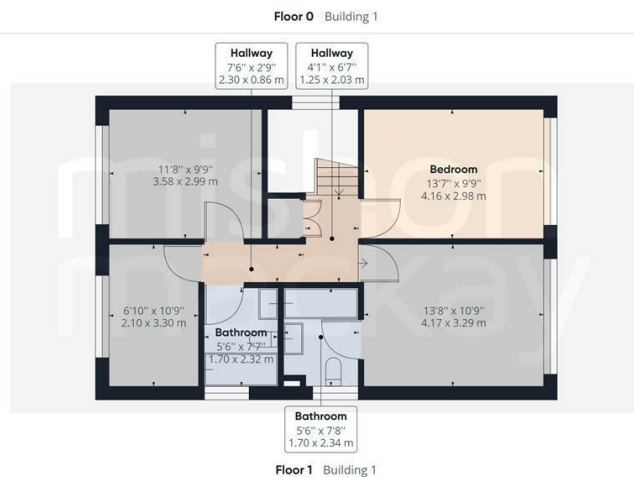 Floor 0 Building 1
Hallway
7'6" x 2'9"
2.30 x 0.86 m
Hallway
4'1" x 6'7"
1.25 x 2.03 m
11'8" x 9'9"
3.58 x 2.99 m
Bedroom
13'7" x 9'9"
4.16 x 2.98 m
mishon
mackay
6'10" x 10'9"
2.10 x 3.30 m
Bathroom
5'6" x 7'7"
1.70 x 2.32 m
13'8" x 10'9"
4.17 x 3.29 m
Bathroom
5'6" x 7'8"
1.70 x 2.34 m
Floor 1 Building 1